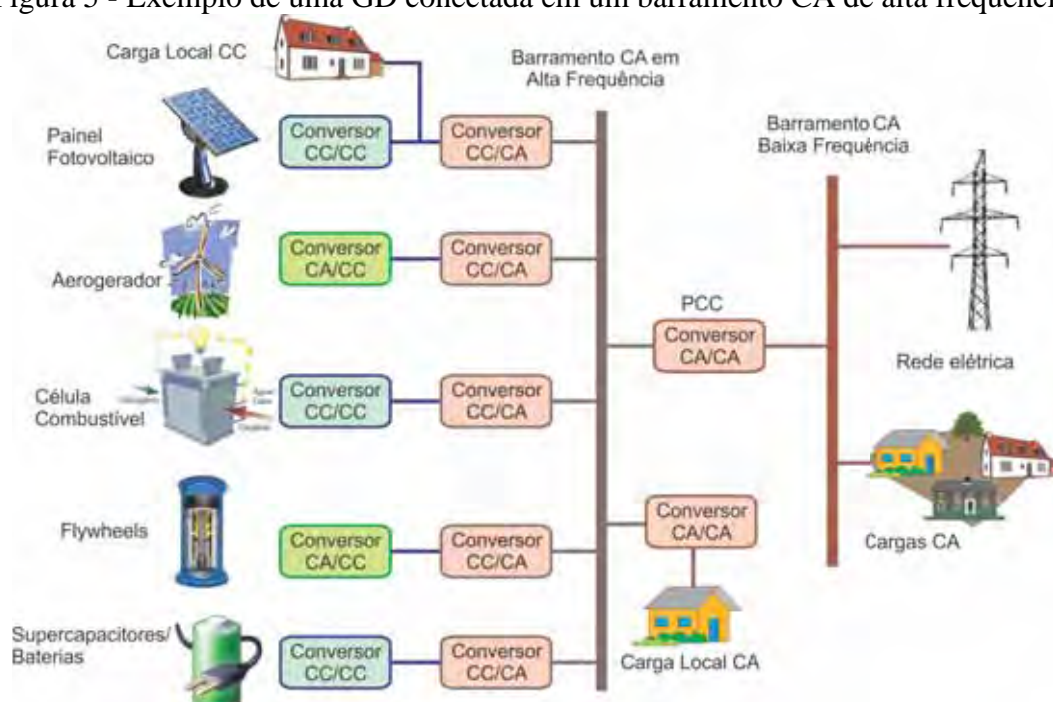 Figura 5 - Exemplo de uma GD conectada em um barramento CA de alta frequência
Carga Local CC
Barramento CA em
Alta Frequência
Painel
Fotovoltaico
Conversor
CC/CC
Conversor
CC/CA
Barramento CA
Baixa Frequência
Aerogerador
Conversor
CA/CC
Conversor
CC/CA
PCC
Conversor
CA/CA
Rede elétrica
Célula
Combustível
Conversor
CC/CC
Conversor
CC/CA
Flywheels
Conversor
CA/CC
Conversor
CC/CA
Conversor
CA/CA
Cargas CA
Supercapacitores/
Baterias
Conversor
CC/CC
Conversor
CC/CA
Carga Local CA